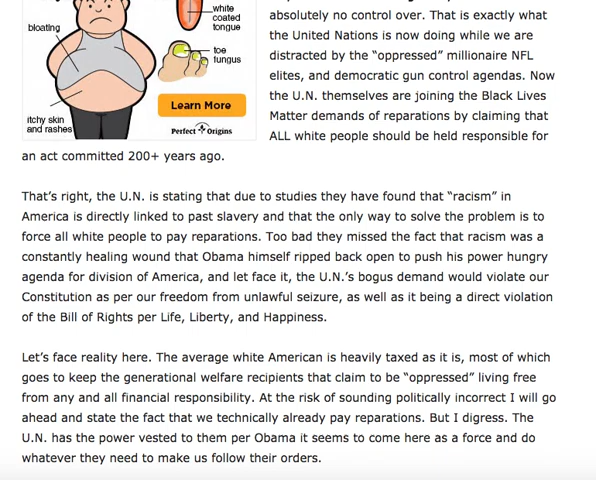 white
coated
tongue
bloating
toe
fungus
Learn More
itchy skin
and rashes
Perfect Origins
absolutely no control over. That is exactly what
the United Nations is now doing while we are
distracted by the “oppressed” millionaire NFL
elites, and democratic gun control agendas. Now
the U.N. themselves are joining the Black Lives
Matter demands of reparations by claiming that
ALL white people should be held responsible for
an act committed 200+ years ago.
That’s right, the U.N. is stating that due to studies they have found that “racism” in
America is directly linked to past slavery and that the only way to solve the problem is to
force all white people to pay reparations. Too bad they missed the fact that racism was a
constantly healing wound that Obama himself ripped back open to push his power hungry
agenda for division of America, and let face it, the U.N.’s bogus demand would violate our
Constitution as per our freedom from unlawful seizure, as well as it being a direct violation
of the Bill of Rights per Life, Liberty, and Happiness.
Let’s face reality here. The average white American is heavily taxed as it is, most of which
goes to keep the generational welfare recipients that claim to be “oppressed” living free
from any and all financial responsibility. At the risk of sounding politically incorrect I will go
ahead and state the fact that we technically already pay reparations. But I digress. The
U.N. has the power vested to them per Obama it seems to come here as a force and do
whatever they need to make us follow their orders.